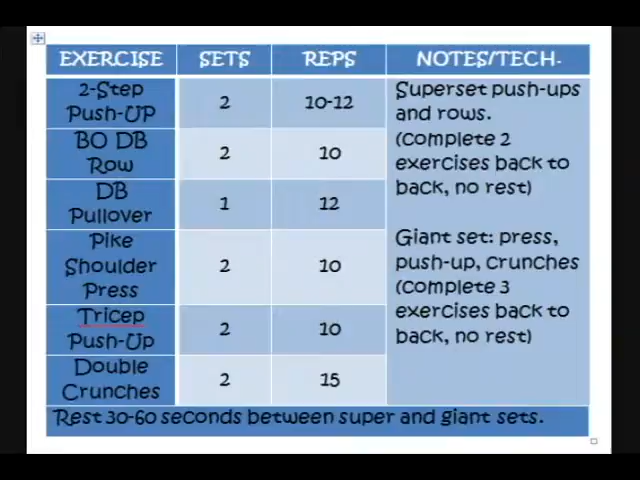 EXERCISE SETS REPS NOTES/TECH.
2-Step Push-UP 2 10-12
BO DB Row 2 10
DB Pullover 1 12
Pike Shoulder Press 2 10
Tricep Push-Up 2 10
Double Crunches 2 15
Superset push-ups
and rows.
(Complete 2
exercises back to
back, no rest)
Giant set: press,
push-up, crunches
(Complete 3
exercises back to
back, no rest)
Rest 30-60 seconds between super and giant sets.